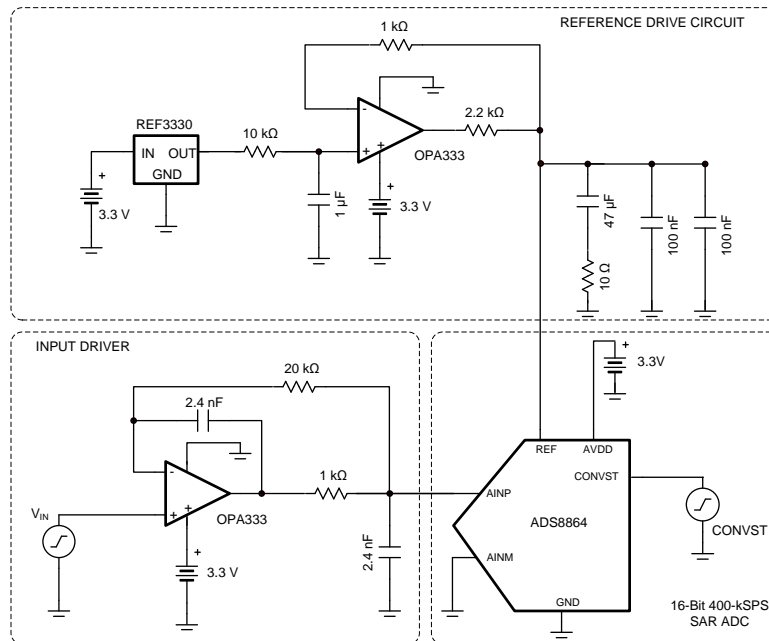 REFERENCE DRIVE CIRCUIT
1 kΩ
REF3330
IN OUT
GND
10 kΩ
-
+ +
OPA333
2.2 kΩ
+
3.3 V
1 µF
+
3.3 V
47 µF
10 Ω
100 nF
100 nF
INPUT DRIVER
20 kΩ
2.4 nF
-
+ +
OPA333
1 kΩ
VIN
+
3.3 V
2.4 nF
+
3.3V
REF
AVDD
CONVST
AINP
ADS8864
AINM
GND
CONVST
16-Bit 400-kSPS
SAR ADC